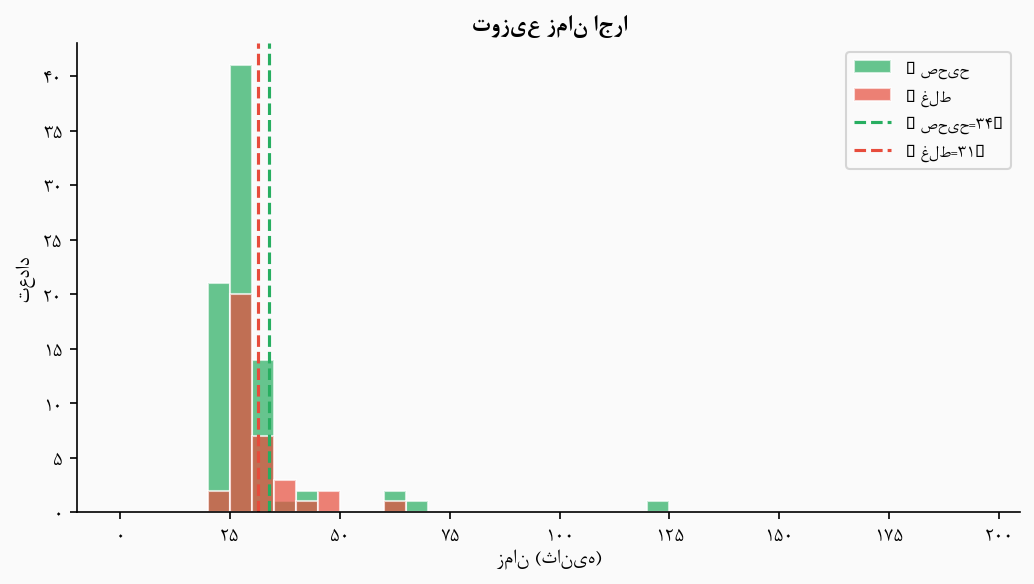 توزیع زمان اجرا
صحیح
غلط
صحیح=۳۴
غلط=۳۱
تعداد
۴۰
۳۵
۳۰
۲۵
۲۰
۱۵
۱۰
۵
۰
۰ ۲۵ ۵۰ ۷۵ ۱۰۰ ۱۲۵ ۱۵۰ ۱۷۵ ۲۰۰
زمان (ثانیه)